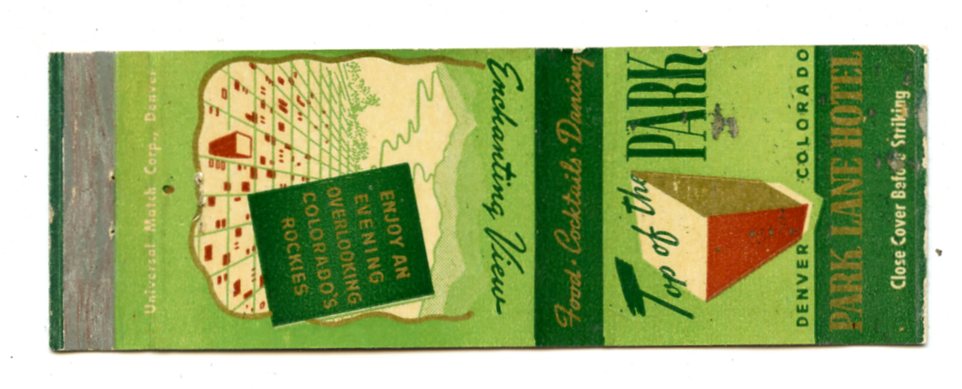 Close Cover Before Striking
PARK LANE HOTEL
DENVER COLORADO
Top of the PARK
Food · Cocktails · Dancing
Enchanting View
ENJOY AN
EVENING
OVERLOOKING
COLORADO'S
ROCKIES
Universal Match Corp., Denver